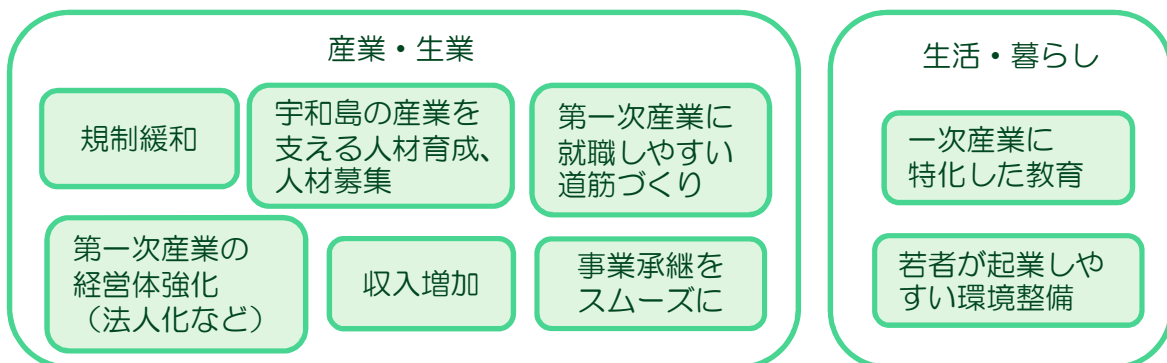 産業・生業
規制緩和
宇和島の産業を
支える人材育成、
人材募集
第一次産業に
就職しやすい
道筋づくり
第一次産業の
経営体強化
（法人化など）
収入増加
事業承継を
スムーズに
生活・暮らし
一次産業に
特化した教育
若者が起業しや
すい環境整備